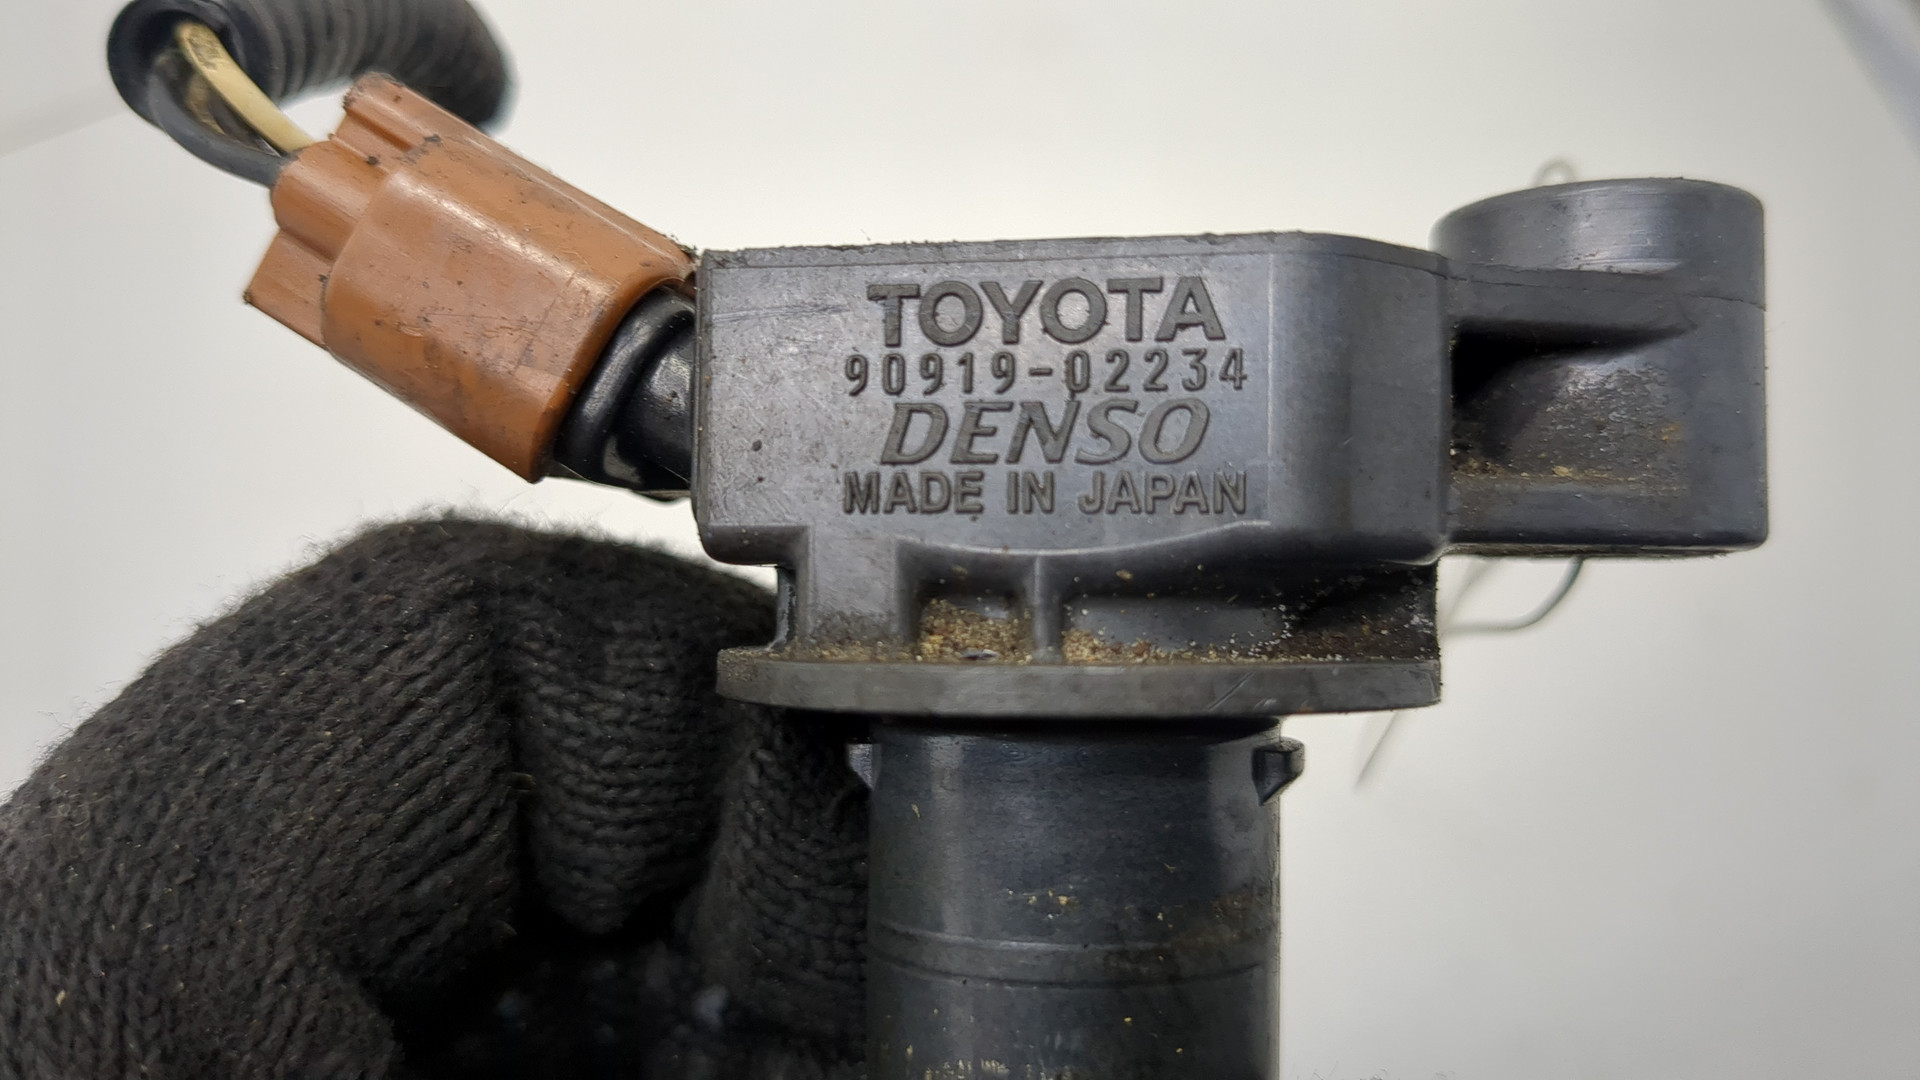 TOYOTA
90919-02234
DENSO
MADE IN JAPAN